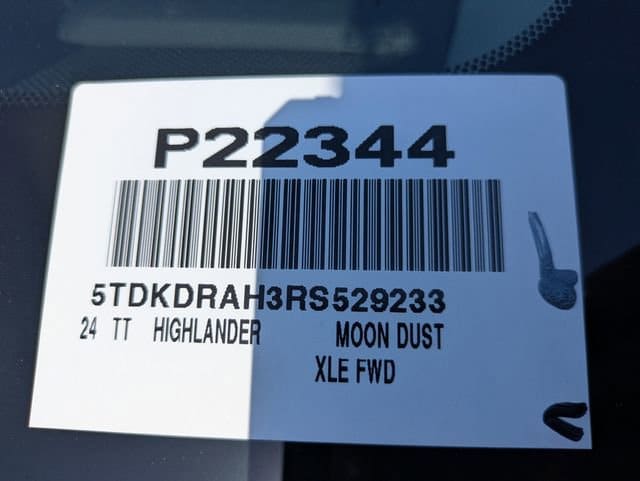 P22344
5TDKDRAH3RS529233
24 TT HIGHLANDER MOON DUST
XLE FWD